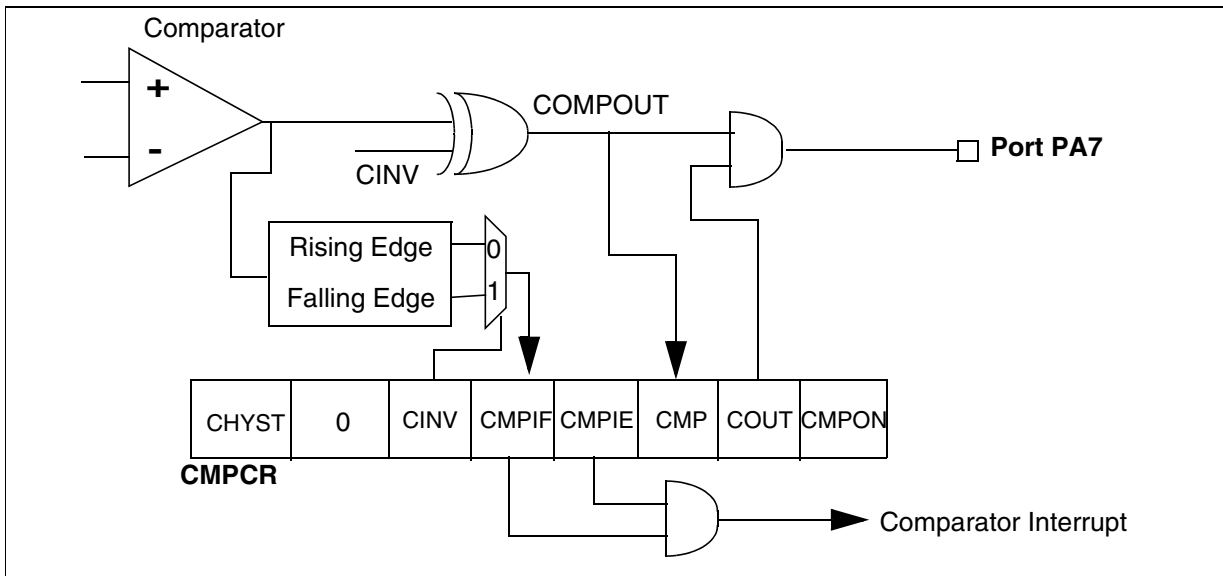 Comparator
+
-
COMPOUT
CINV
Port PA7
Rising Edge
Falling Edge
0
1
CHYST 0 CINV CMPIF CMPIE CMP COUT CMPON
CMPCR
Comparator Interrupt